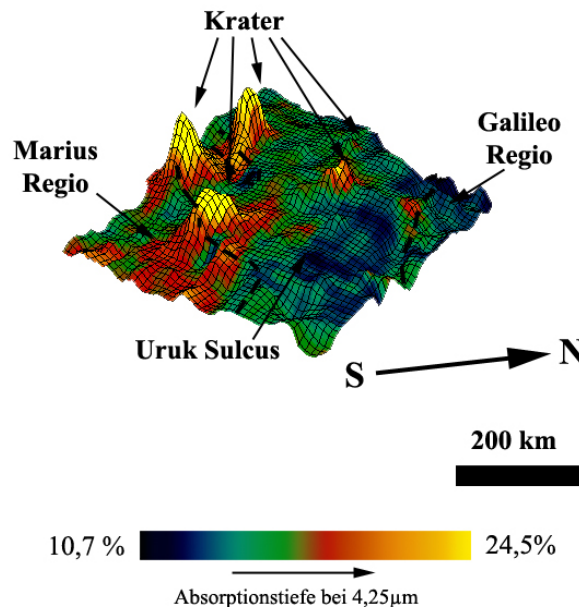 Krater
Galileo
Regio
Marius
Regio
Uruk Sulcus
S
N
200 km
10,7 %
24,5%
Absorptionstiefe bei 4,25µm